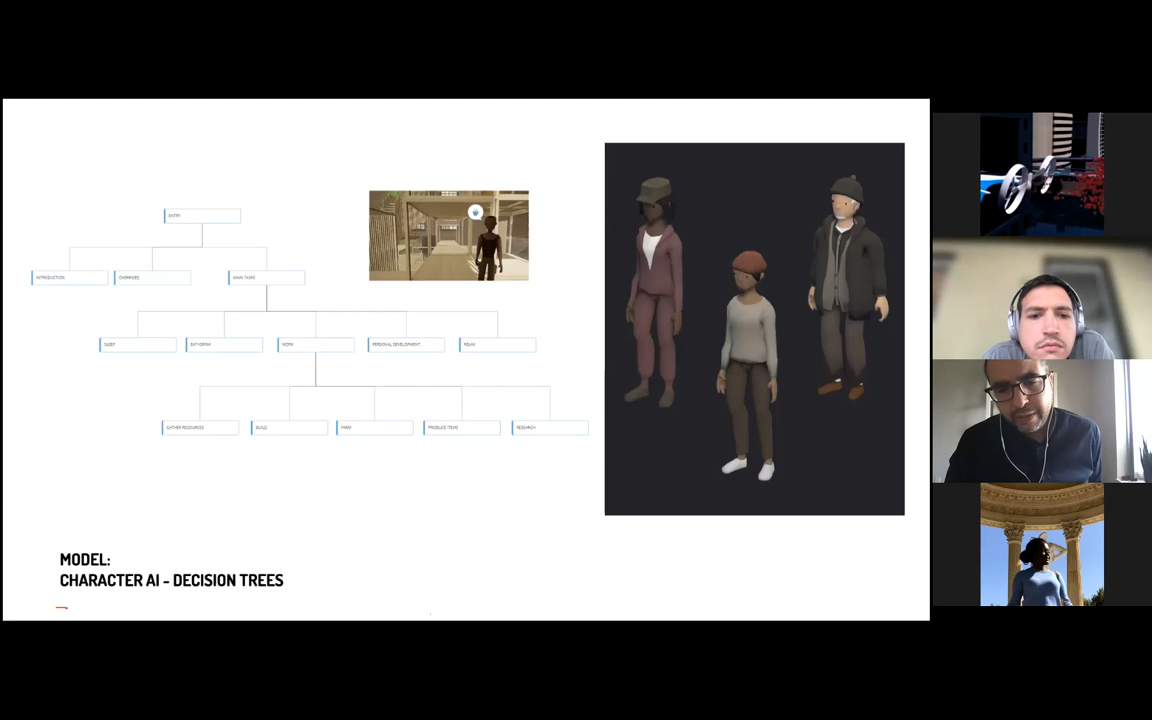 ENTRY
INTRODUCTION
OVERRIDES
MAIN TASKS
SLEEP
EAT+DRINK
WORK
PERSONAL DEVELOPMENT
RELAX
GATHER RESOURCES
BUILD
FARM
PRODUCE ITEMS
RESEARCH
MODEL:
CHARACTER AI – DECISION TREES